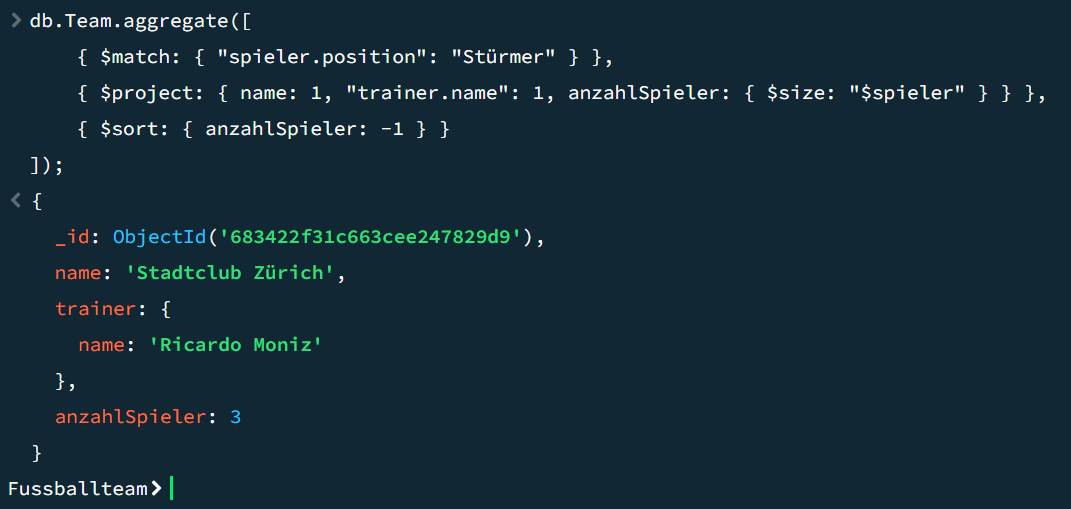 > db.Team.aggregate([
{ $match: { "spieler.position": "Stürmer" } },
{ $project: { name: 1, "trainer.name": 1, anzahlSpieler: { $size: "$spieler" } } },
{ $sort: { anzahlSpieler: -1 } }
]);
< {
_id: ObjectId('683422f31c663cee247829d9'),
name: 'Stadtclub Zürich',
trainer: {
name: 'Ricardo Moniz'
},
anzahlSpieler: 3
}
Fussballteam>